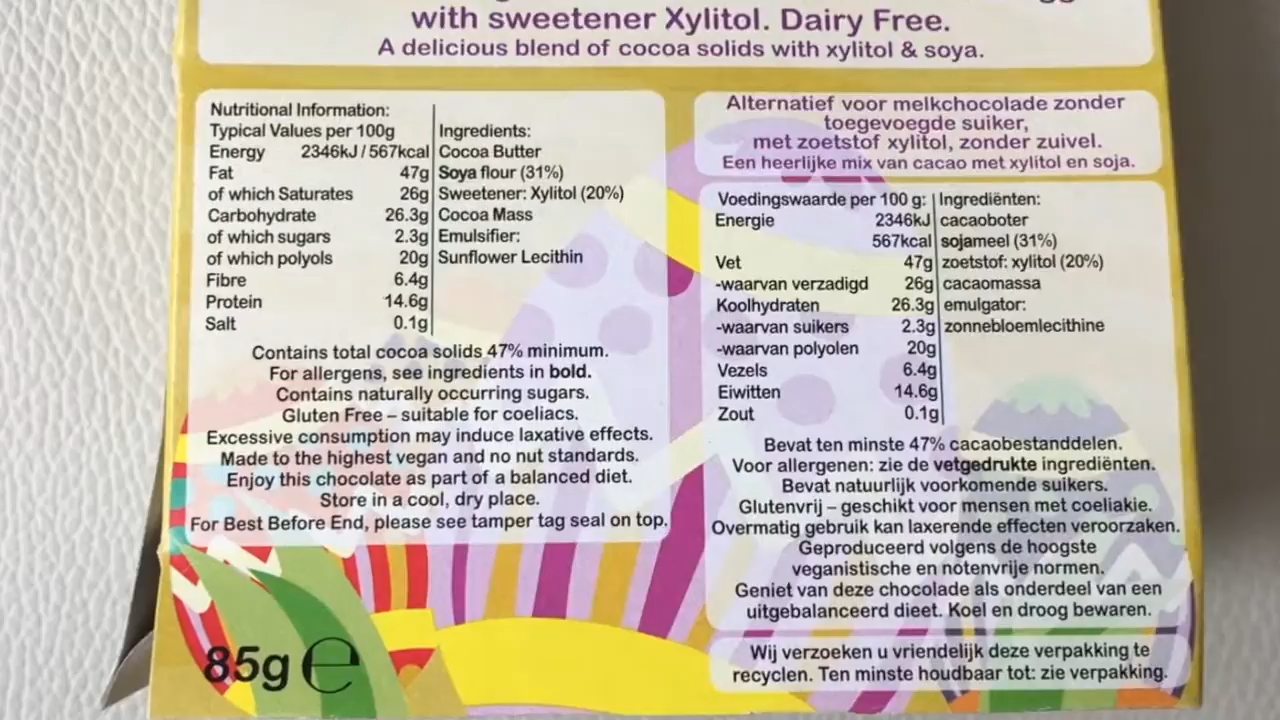 with sweetener Xylitol. Dairy Free.
A delicious blend of cocoa solids with xylitol & soya.
Nutritional Information:
Typical Values per 100g
Energy 2346kJ / 567kcal
Fat 47g
of which Saturates 26g
Carbohydrate 26.3g
of which sugars 2.3g
of which polyols 20g
Fibre 6.4g
Protein 14.6g
Salt 0.1g
Ingredients:
Cocoa Butter
Soya flour (31%)
Sweetener: Xylitol (20%)
Cocoa Mass
Emulsifier:
Sunflower Lecithin
Contains total cocoa solids 47% minimum.
For allergens, see ingredients in bold.
Contains naturally occurring sugars.
Gluten Free – suitable for coeliacs.
Excessive consumption may induce laxative effects.
Made to the highest vegan and no nut standards.
Enjoy this chocolate as part of a balanced diet.
Store in a cool, dry place.
For Best Before End, please see tamper tag seal on top.
85g e
Alternatief voor melkchocolade zonder
toegevoegde suiker,
met zoetstof xylitol, zonder zuivel.
Een heerlijke mix van cacao met xylitol en soja.
Voedingswaarde per 100 g:
Energie 2346kJ
567kcal
Vet 47g
-waarvan verzadigd 26g
Koolhydraten 26.3g
-waarvan suikers 2.3g
-waarvan polyolen 20g
Vezels 6.4g
Eiwitten 14.6g
Zout 0.1g
Ingrediënten:
cacaoboter
sojameel (31%)
zoetstof: xylitol (20%)
cacaomassa
emulgator:
zonnebloemlecithine
Bevat ten minste 47% cacaobestanddelen.
Voor allergenen: zie de vetgedrukte ingrediënten.
Bevat natuurlijk voorkomende suikers.
Glutenvrij – geschikt voor mensen met coeliakie.
Overmatig gebruik kan laxerende effecten veroorzaken.
Geproduceerd volgens de hoogste
veganistische en notenvrije normen.
Geniet van deze chocolade als onderdeel van een
uitgebalanceerd dieet. Koel en droog bewaren.
Wij verzoeken u vriendelijk deze verpakking te
recyclen. Ten minste houdbaar tot: zie verpakking.